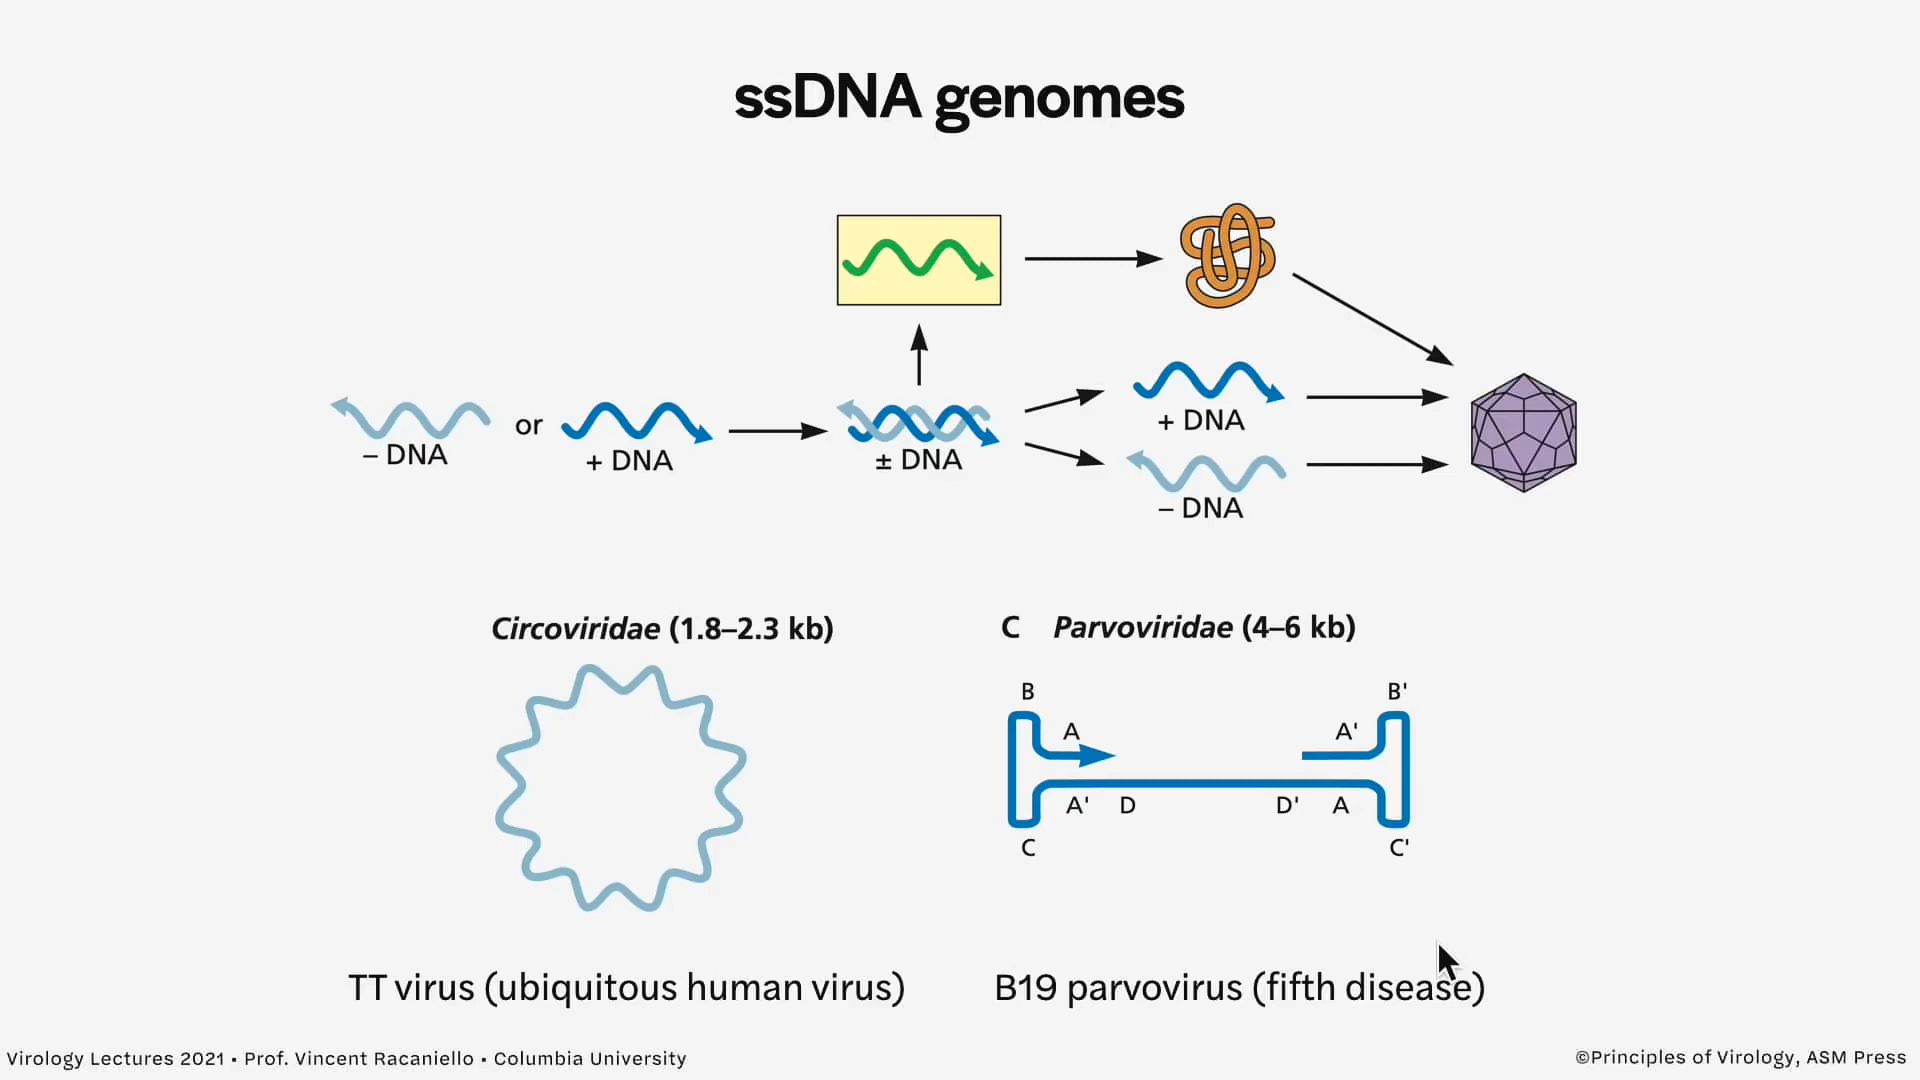 ssDNA genomes
– DNA
or
+ DNA
± DNA
+ DNA
– DNA
Circoviridae (1.8–2.3 kb)
C Parvoviridae (4–6 kb)
B
B'
A
A'
A'
D
D'
A
C
C'
TT virus (ubiquitous human virus)
B19 parvovirus (fifth disease)
Virology Lectures 2021 • Prof. Vincent Racaniello • Columbia University
©Principles of Virology, ASM Press